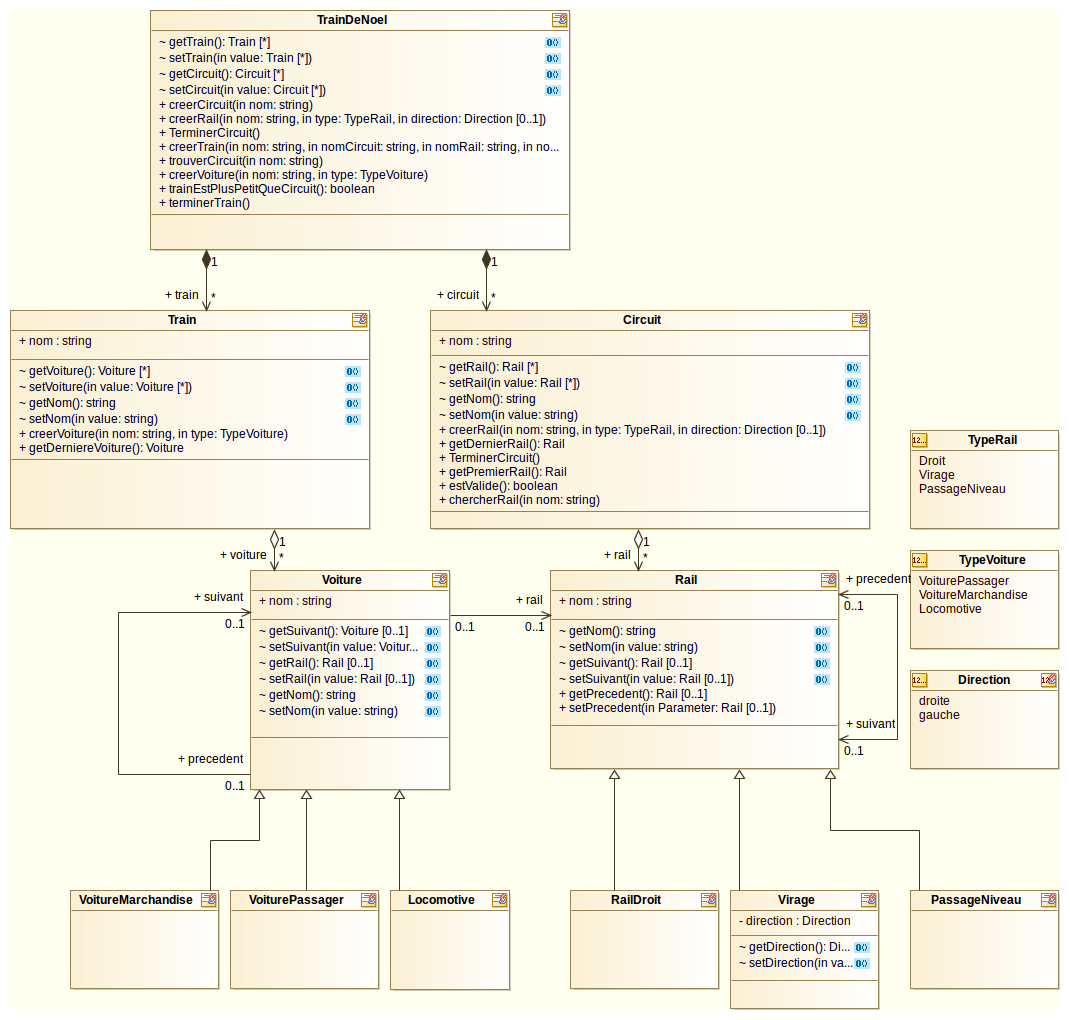 TrainDeNoel
~ getTrain(): Train [*]
~ setTrain(in value: Train [*])
~ getCircuit(): Circuit [*]
~ setCircuit(in value: Circuit [*])
+ creerCircuit(in nom: string)
+ creerRail(in nom: string, in type: TypeRail, in direction: Direction [0..1])
+ TerminerCircuit()
+ creerTrain(in nom: string, in nomCircuit: string, in nomRail: string, in no...
+ trouverCircuit(in nom: string)
+ creerVoiture(in nom: string, in type: TypeVoiture)
+ trainEstPlusPetitQueCircuit(): boolean
+ terminerTrain()
1
+ train
*
1
+ circuit
*
Train
+ nom : string
~ getVoiture(): Voiture [*]
~ setVoiture(in value: Voiture [*])
~ getNom(): string
~ setNom(in value: string)
+ creerVoiture(in nom: string, in type: TypeVoiture)
+ getDerniereVoiture(): Voiture
Circuit
+ nom : string
~ getRail(): Rail [*]
~ setRail(in value: Rail [*])
~ getNom(): string
~ setNom(in value: string)
+ creerRail(in nom: string, in type: TypeRail, in direction: Direction [0..1])
+ getDernierRail(): Rail
+ TerminerCircuit()
+ getPremierRail(): Rail
+ estValide(): boolean
+ chercherRail(in nom: string)
TypeRail
Droit
Virage
PassageNiveau
1
+ voiture
*
1
+ rail
*
TypeVoiture
VoiturePassager
VoitureMarchandise
Locomotive
Voiture
+ nom : string
~ getSuivant(): Voiture [0..1]
~ setSuivant(in value: Voitur...
~ getRail(): Rail [0..1]
~ setRail(in value: Rail [0..1])
~ getNom(): string
~ setNom(in value: string)
+ suivant
0..1
+ precedent
0..1
+ rail
0..1
0..1
Rail
+ nom : string
~ getNom(): string
~ setNom(in value: string)
~ getSuivant(): Rail [0..1]
~ setSuivant(in value: Rail [0..1])
+ getPrecedent(): Rail [0..1]
+ setPrecedent(in Parameter: Rail [0..1])
+ precedent
0..1
+ suivant
0..1
Direction
droite
gauche
VoitureMarchandise
VoiturePassager
Locomotive
RailDroit
Virage
- direction : Direction
~ getDirection(): Di...
~ setDirection(in va...
PassageNiveau